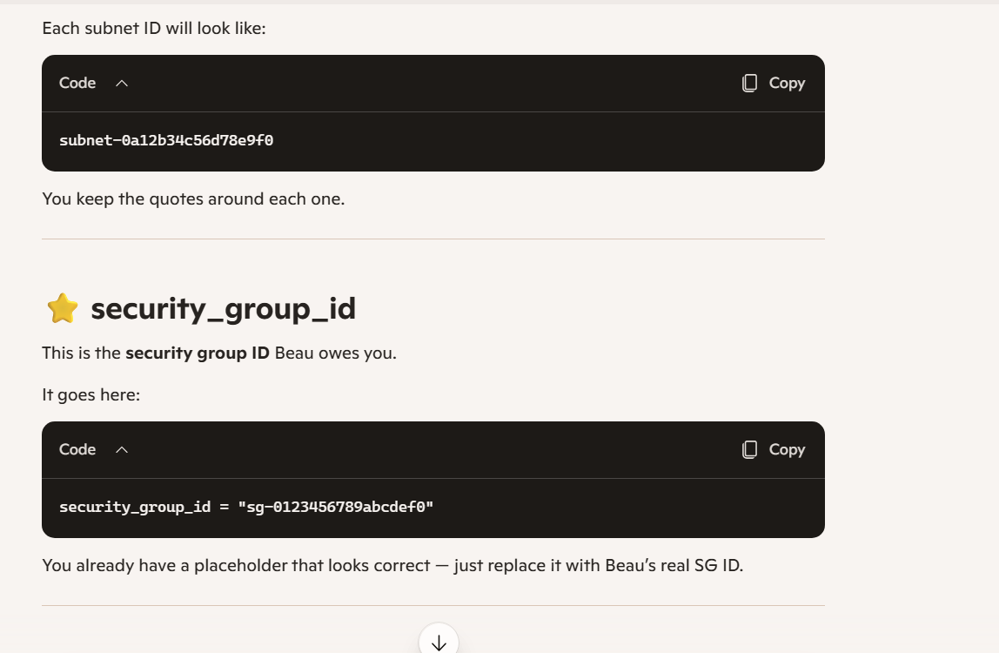 Each subnet ID will look like:
Code
Copy
subnet-0a12b34c56d78e9f0
You keep the quotes around each one.
security_group_id
This is the security group ID Beau owes you.
It goes here:
Code
Copy
security_group_id = "sg-0123456789abcdef0"
You already have a placeholder that looks correct — just replace it with Beau’s real SG ID.